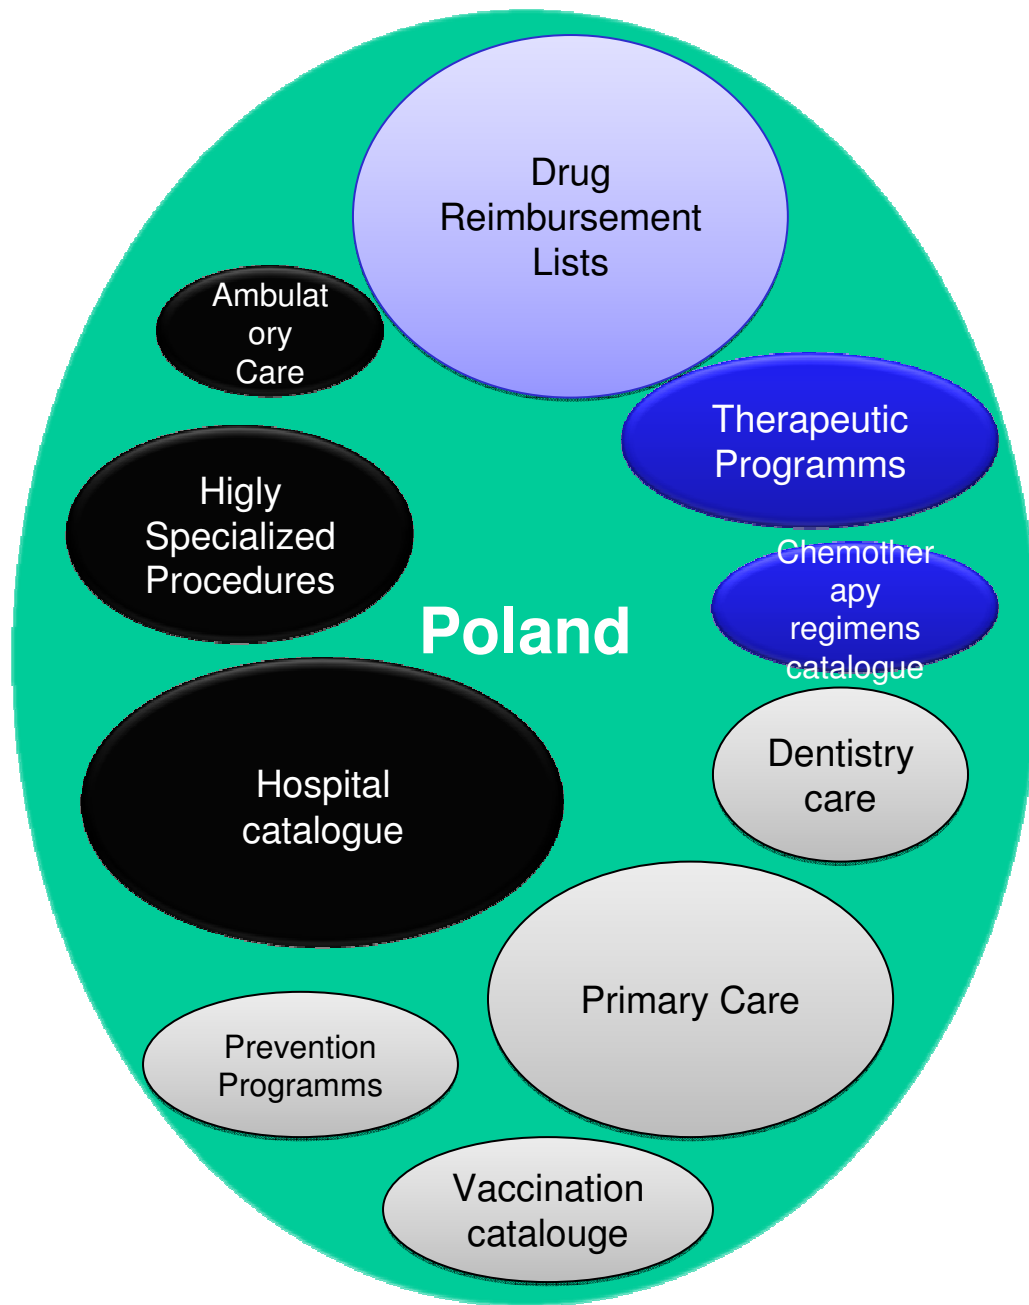 Drug
Reimbursement
Lists
Ambulat
ory
Care
Therapeutic
Programms
Higly
Specialized
Procedures
Chemother
apy
regimens
catalogue
Poland
Dentistry
care
Hospital
catalogue
Primary Care
Prevention
Programms
Vaccination
catalouge